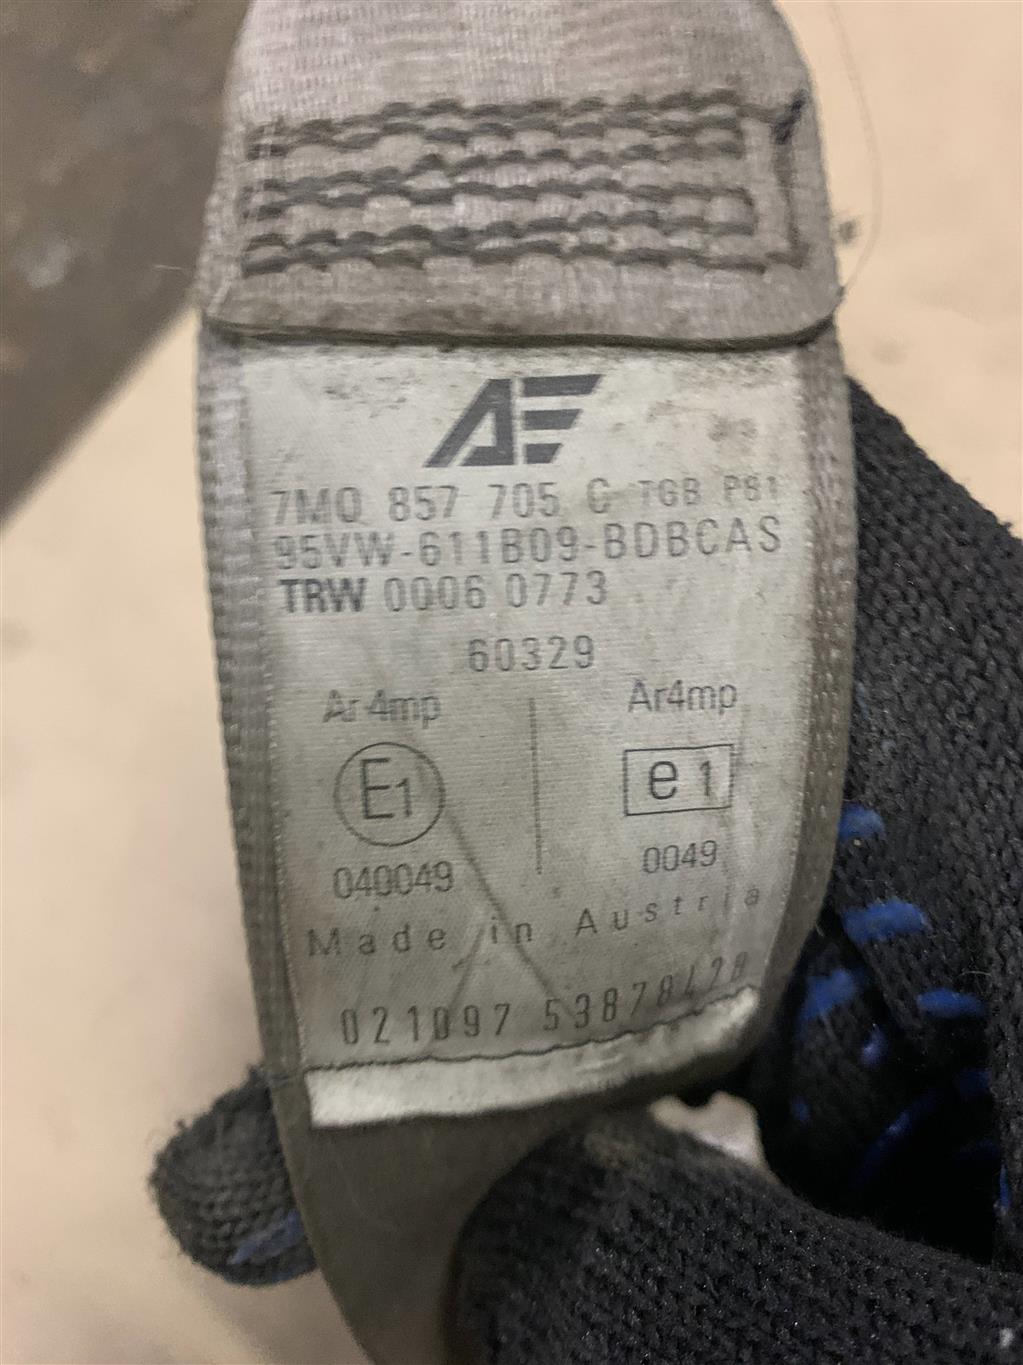 AE
7M0 857 705 C TGB P81
95VW-611B09-BDBCAS
TRW 0006 0773
60329
Ar4mp Ar4mp
E1 e1
040049 0049
Made in Austria
021097 53878428